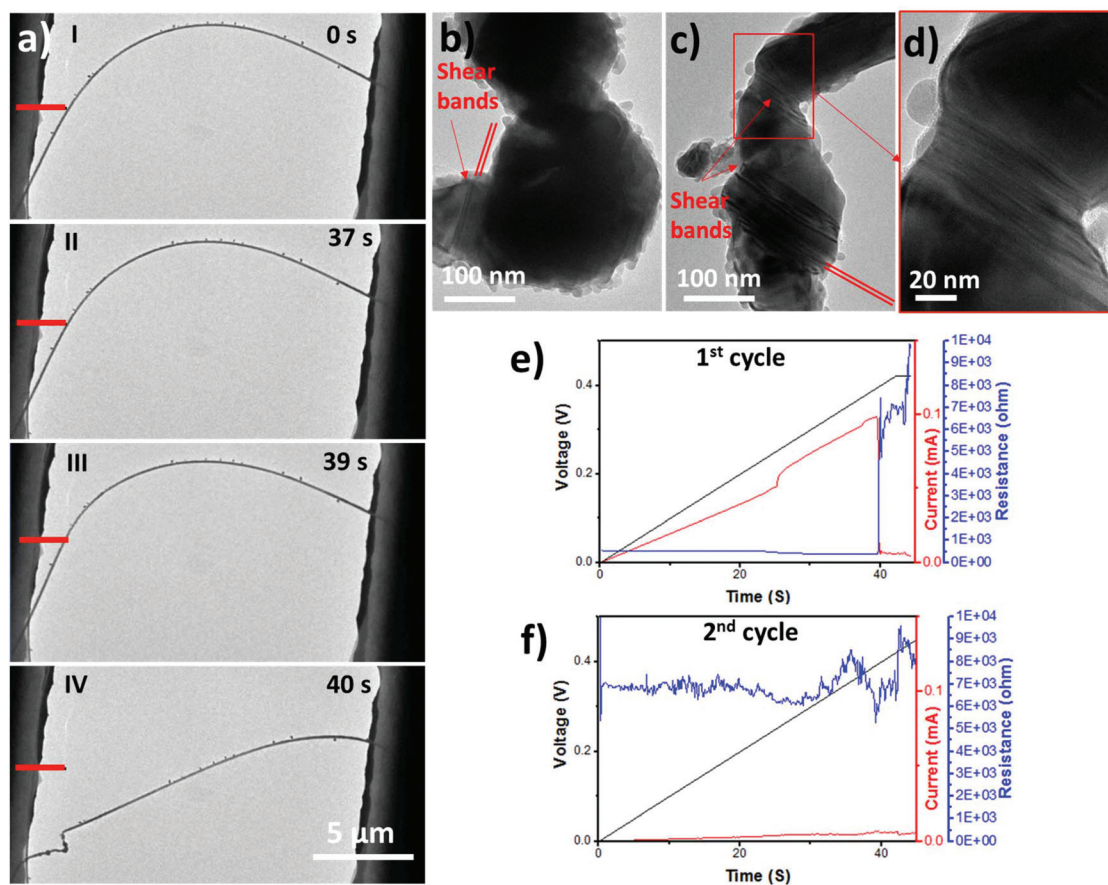 a)
I
0 s
II
37 s
III
39 s
IV
40 s
5 μm
b)
Shear
bands
100 nm
c)
Shear
bands
100 nm
d)
20 nm
e)
1st cycle
0.4
0.2
0.0
Voltage (V)
0
20
40
Time (S)
0.1
0.0
Current (mA)
1E+04
9E+03
8E+03
7E+03
6E+03
5E+03
4E+03
3E+03
2E+03
1E+03
0E+00
Resistance (ohm)
f)
2nd cycle
0.4
0.2
0.0
Voltage (V)
0
20
40
Time (S)
0.1
0.0
Current (mA)
1E+04
9E+03
8E+03
7E+03
6E+03
5E+03
4E+03
3E+03
2E+03
1E+03
0E+00
Resistance (ohm)